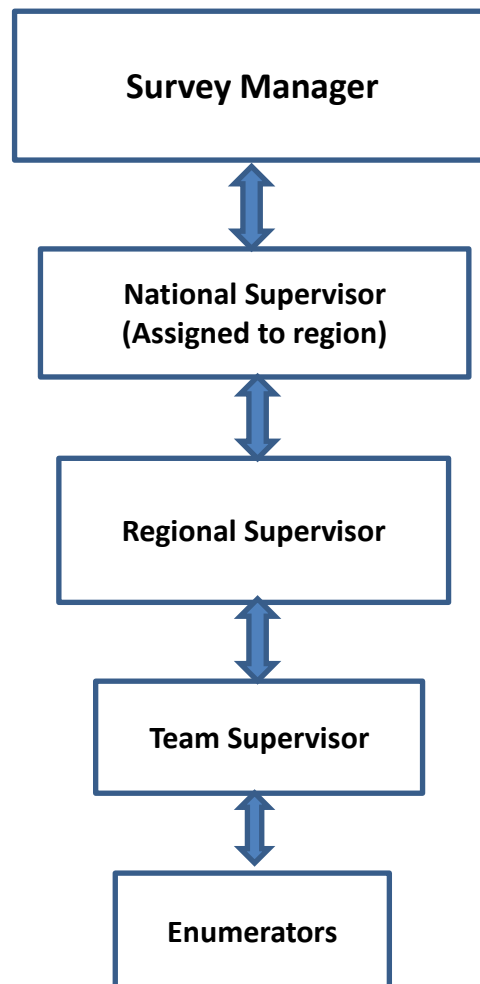 Survey Manager
National Supervisor
(Assigned to region)
Regional Supervisor
Team Supervisor
Enumerators